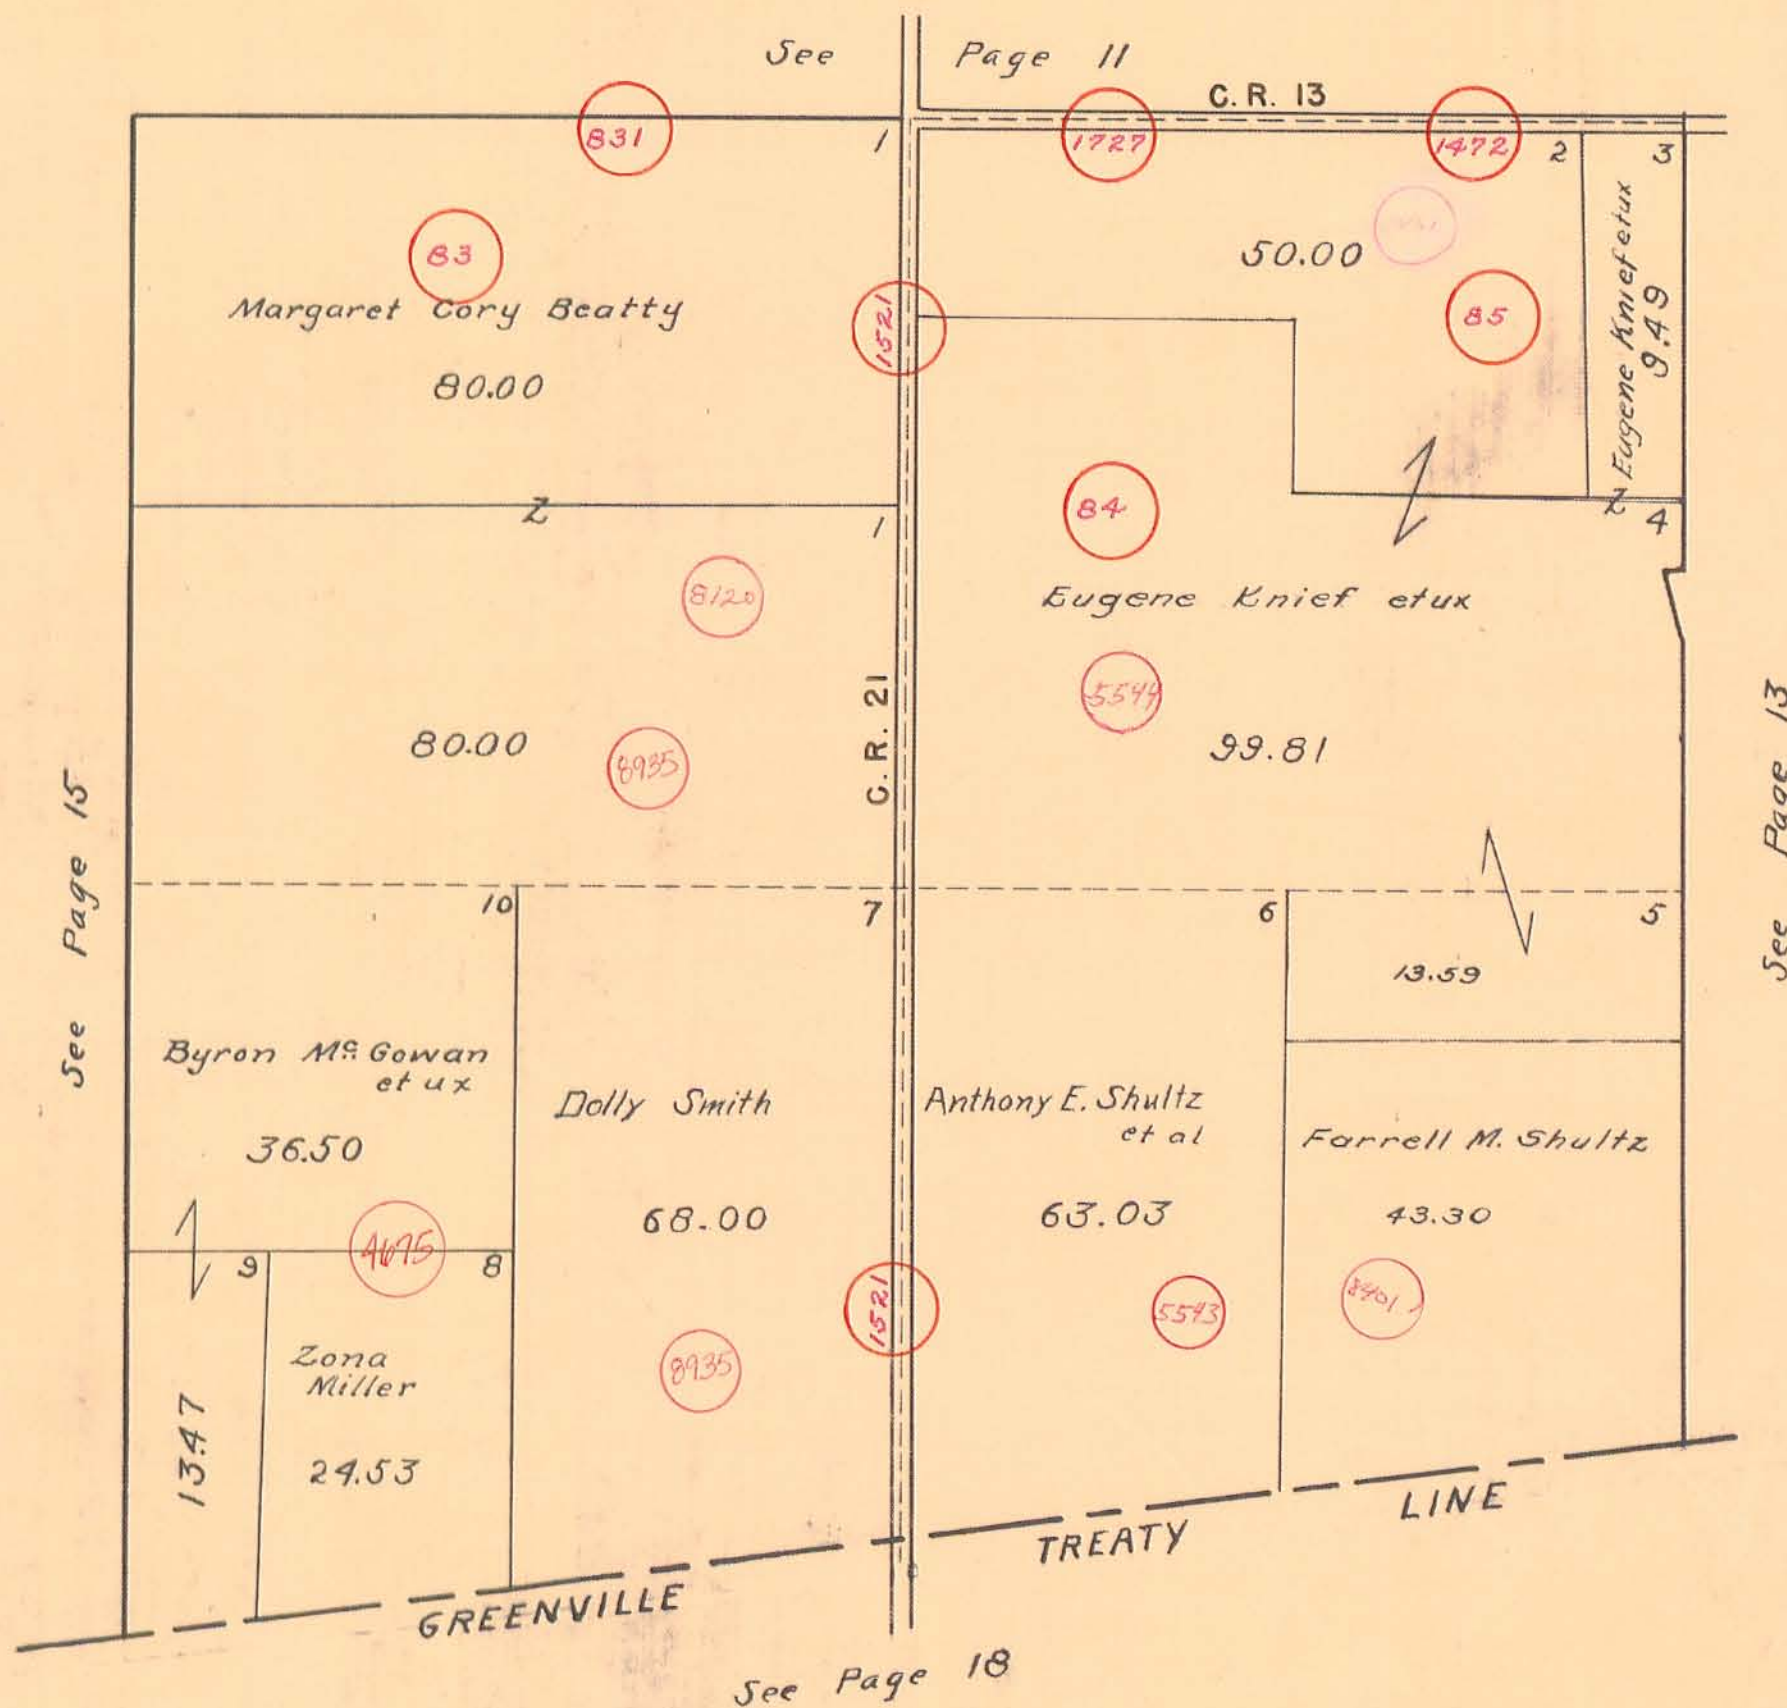 See Page 11
C. R. 13
831
1
1727
1472
2
3
83
Margaret Cory Beatty
80.00
1521
50.00
85
Eugene Knief etux
9.49
Z
1
Z
4
84
8120
Eugene Knief etux
5544
C. R. 21
80.00
8935
99.81
See Page 15
See Page 13
10
7
6
5
13.59
Byron Mc Gowan
et ux
36.50
Dolly Smith
68.00
Anthony E. Shultz
et al
63.03
Farrell M. Shultz
43.30
4675
9
8
1521
5543
8401
Zona
Miller
24.53
13.47
8935
GREENVILLE TREATY LINE
See Page 18